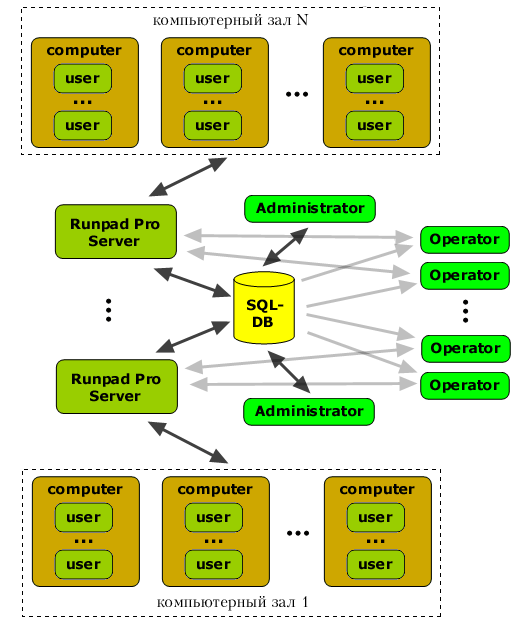 компьютерный зал N
computer computer computer
user user user
... ... ...
...
user user user
Administrator
Runpad Pro
Server
Operator
Operator
SQL-
DB
...
...
Operator
Runpad Pro
Server
Operator
Administrator
computer computer computer
user user user
... ... ...
...
user user user
компьютерный зал 1